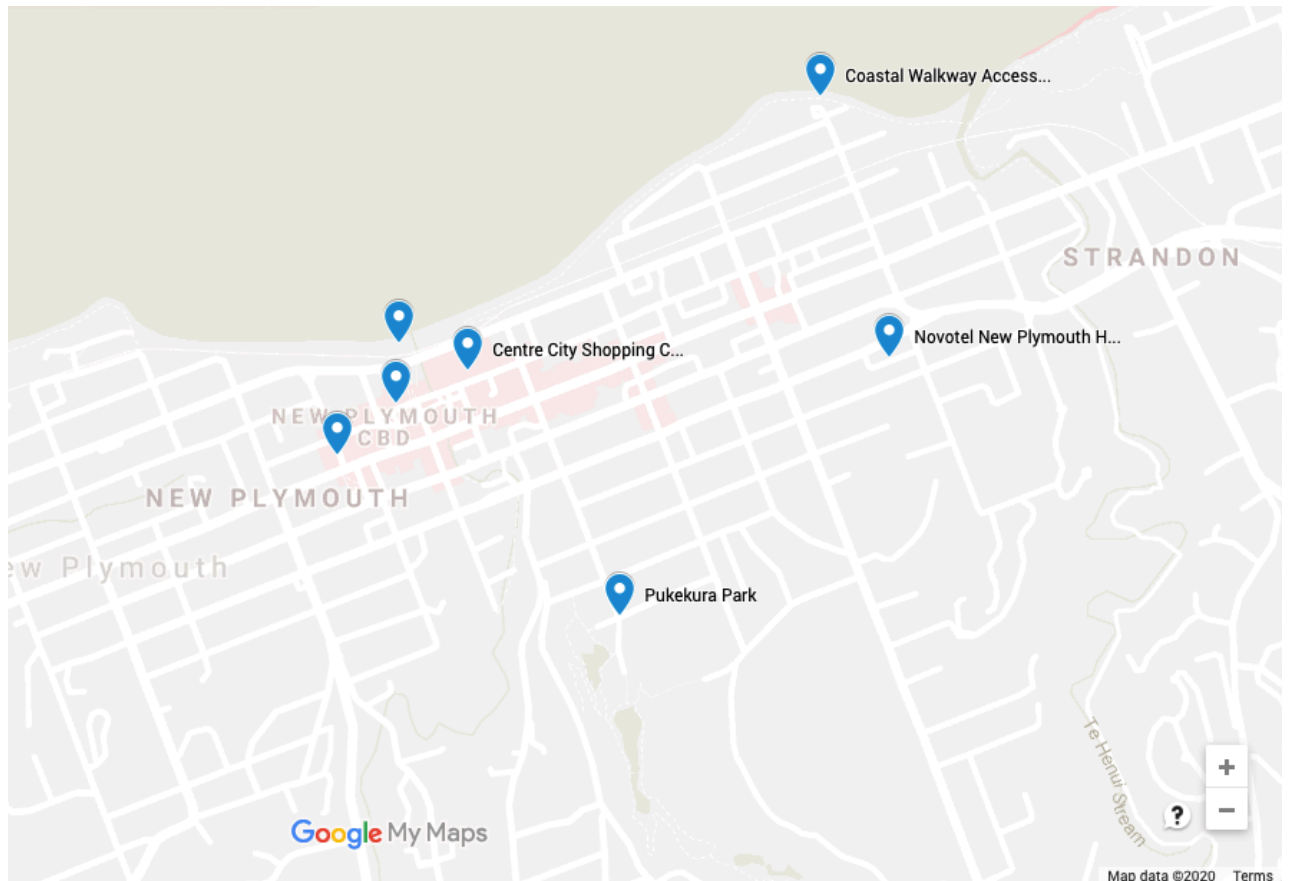 Coastal Walkway Access...
STRANDON
Novotel New Plymouth H...
Centre City Shopping C...
NEW PLYMOUTH
CBD
NEW PLYMOUTH
ew Plymouth
Pukekura Park
Te Henui Stream
+
?
−
Google My Maps
Map data ©2020 Terms